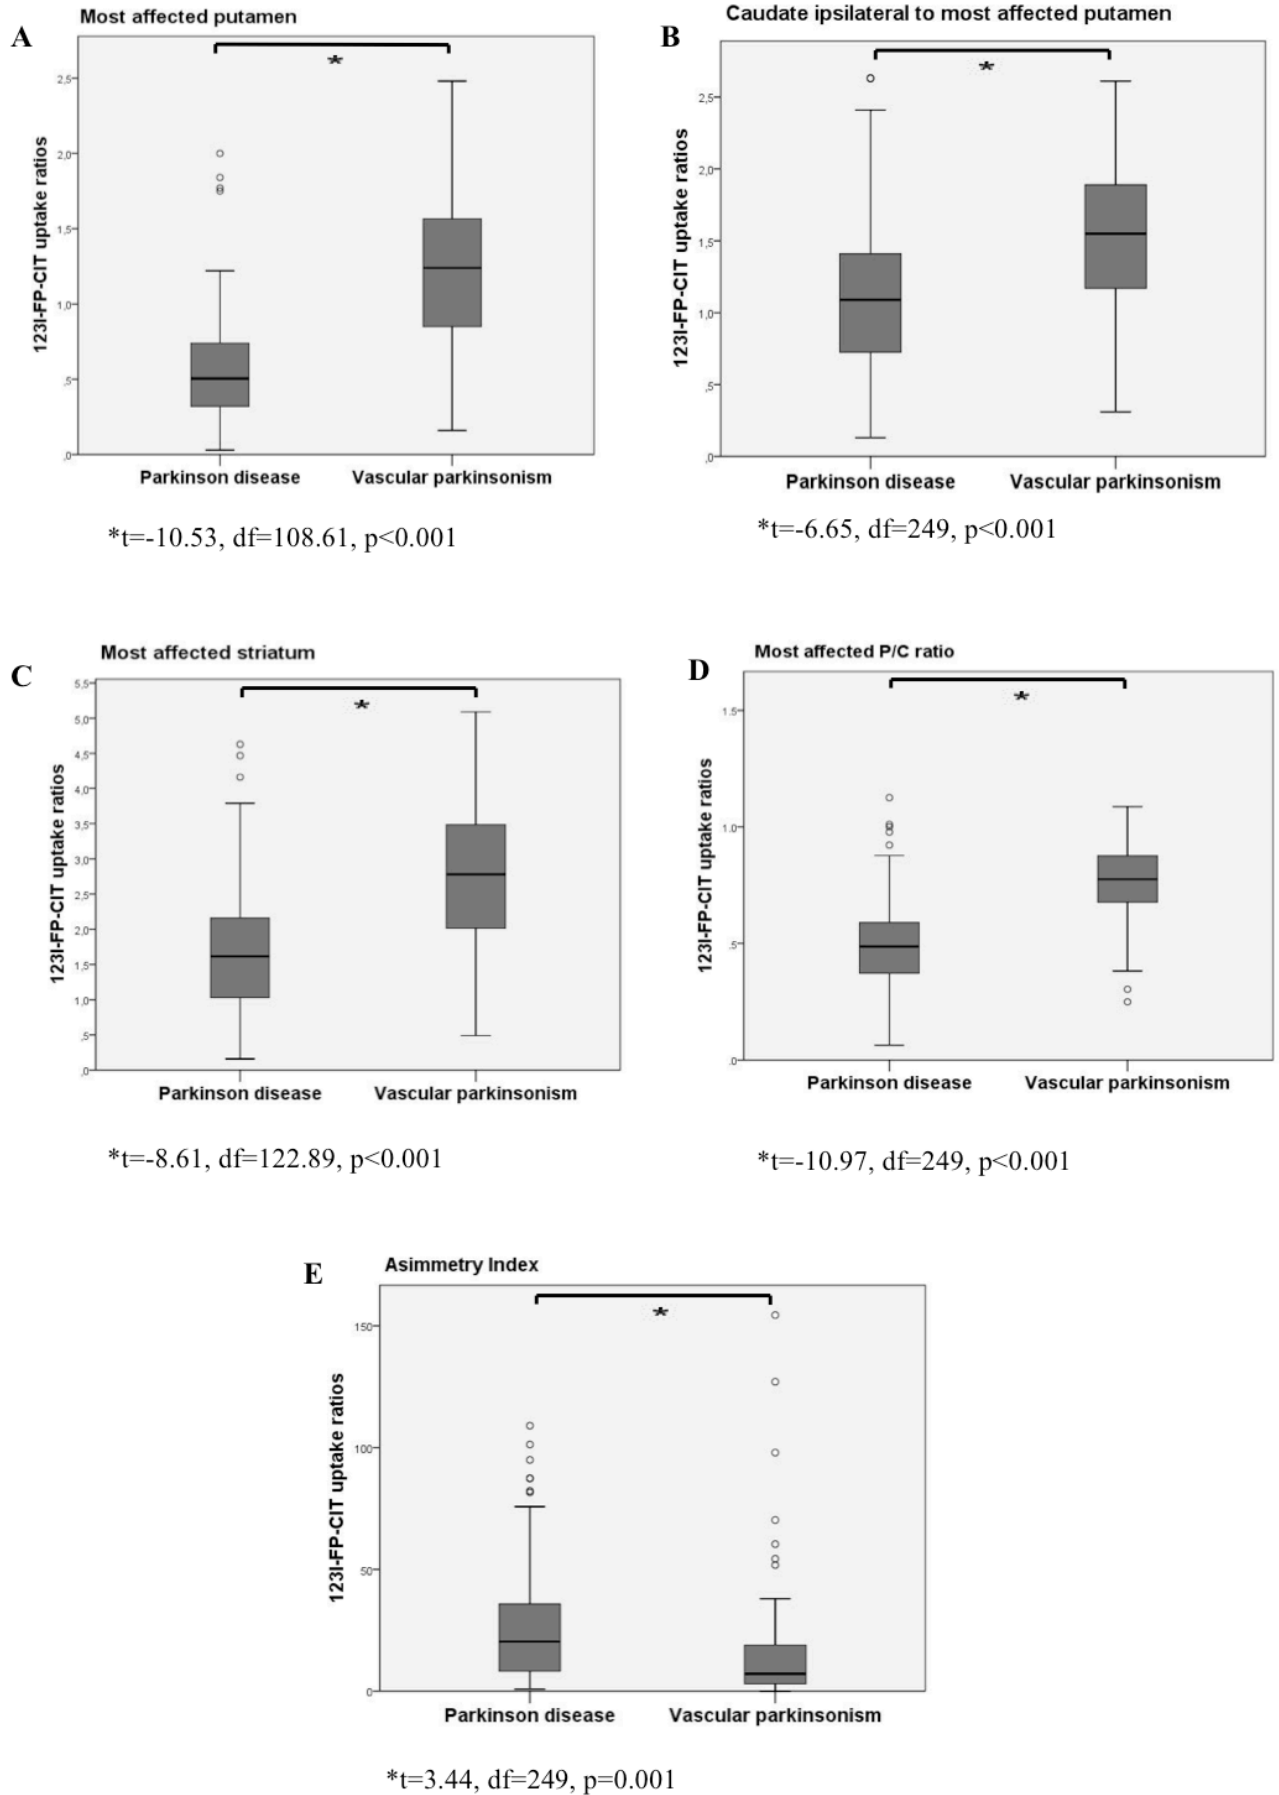 A
Most affected putamen
*
123I-FP-CIT uptake ratios
2,5
2,0
1,5
1,0
,5
,0
Parkinson disease Vascular parkinsonism
*t=-10.53, df=108.61, p<0.001
B
Caudate ipsilateral to most affected putamen
*
123I-FP-CIT uptake ratios
2,5
2,0
1,5
1,0
,5
,0
Parkinson disease Vascular parkinsonism
*t=-6.65, df=249, p<0.001
C
Most affected striatum
*
123I-FP-CIT uptake ratios
5,5
5,0
4,5
4,0
3,5
3,0
2,5
2,0
1,5
1,0
,5
,0
Parkinson disease Vascular parkinsonism
*t=-8.61, df=122.89, p<0.001
D
Most affected P/C ratio
*
123I-FP-CIT uptake ratios
1.5
1.0
.5
.0
Parkinson disease Vascular parkinsonism
*t=-10.97, df=249, p<0.001
E
Asimmetry Index
*
123I-FP-CIT uptake ratios
150
100
50
0
Parkinson disease Vascular parkinsonism
*t=3.44, df=249, p=0.001